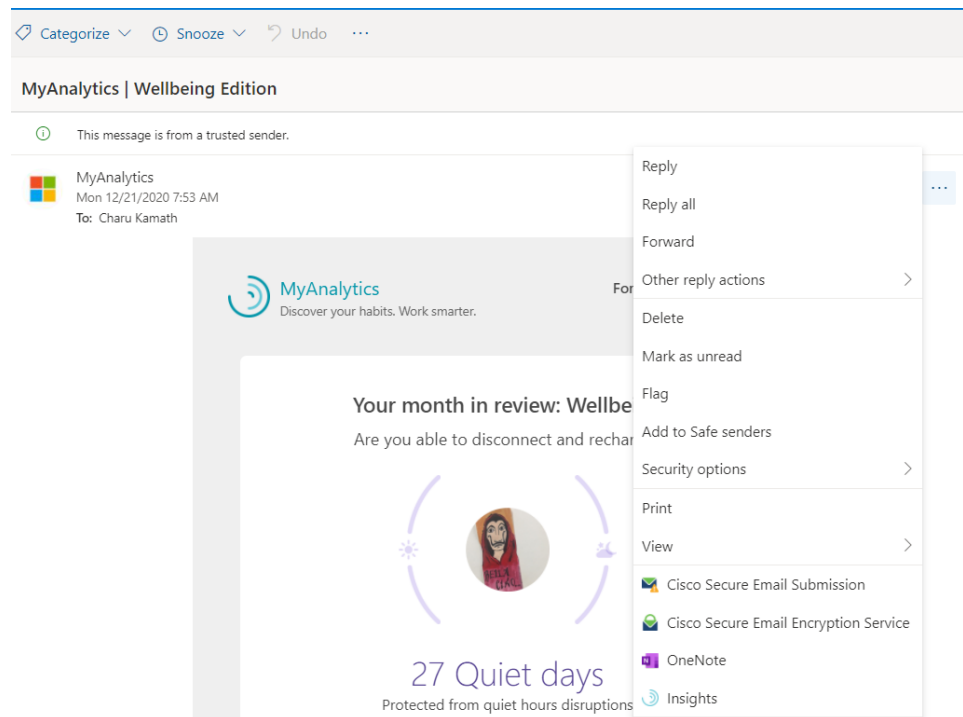 Categorize Snooze Undo ...
MyAnalytics | Wellbeing Edition
This message is from a trusted sender.
MyAnalytics
Mon 12/21/2020 7:53 AM
To: Charu Kamath
...
MyAnalytics
Discover your habits. Work smarter.
For
Your month in review: Wellbe
Are you able to disconnect and rechar
27 Quiet days
Protected from quiet hours disruptions
Reply
Reply all
Forward
Other reply actions
Delete
Mark as unread
Flag
Add to Safe senders
Security options
Print
View
Cisco Secure Email Submission
Cisco Secure Email Encryption Service
OneNote
Insights